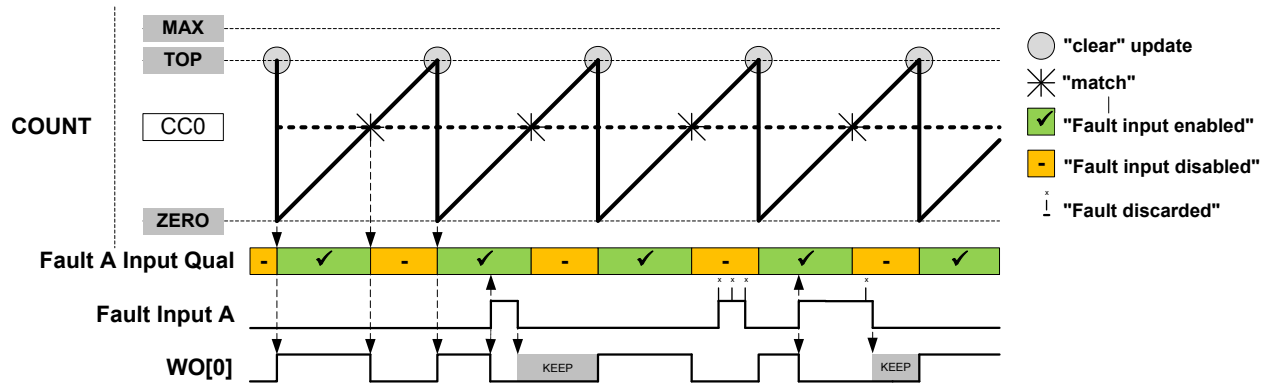 MAX
TOP
COUNT
CC0
ZERO
"clear" update
"match"
✓ "Fault input enabled"
- "Fault input disabled"
x "Fault discarded"
Fault A Input Qual - ✓ - ✓ - ✓ - ✓ - ✓
x x x x
Fault Input A
WO[0]
KEEP KEEP